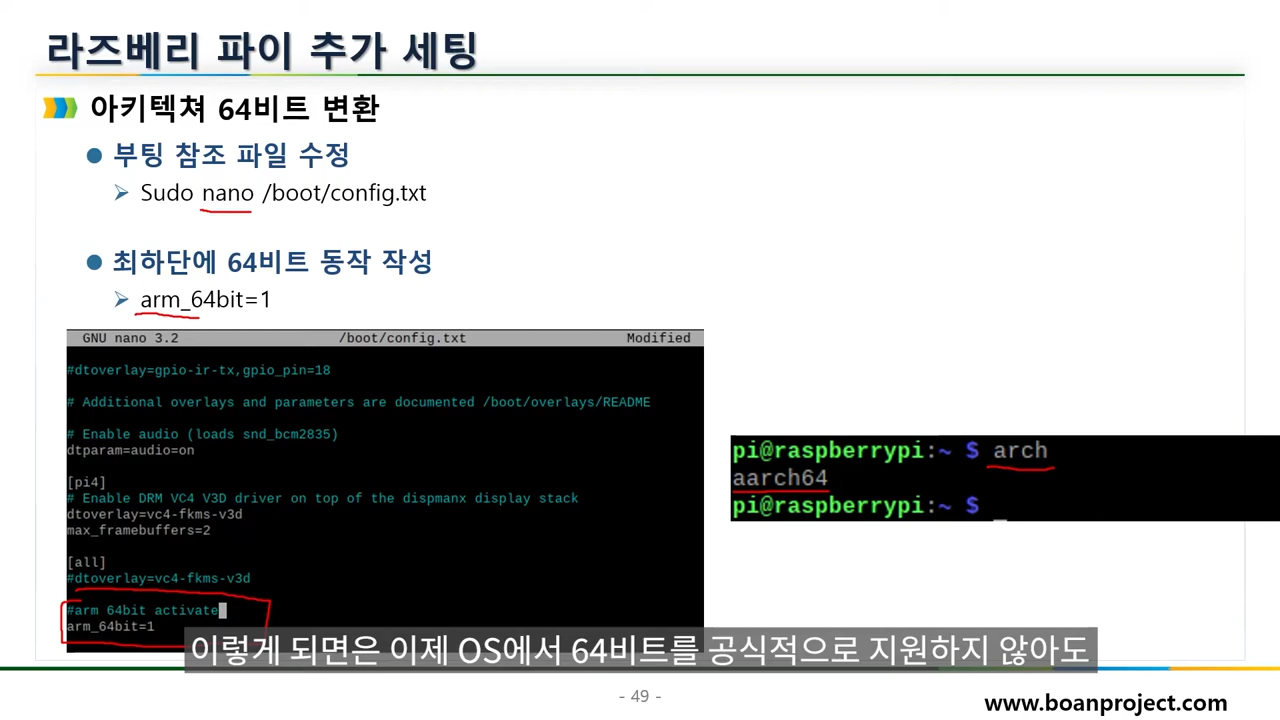 라즈베리 파이 추가 세팅
아키텍쳐 64비트 변환
부팅 참조 파일 수정
Sudo nano /boot/config.txt
최하단에 64비트 동작 작성
arm_64bit=1
GNU nano 3.2 /boot/config.txt Modified
#dtoverlay=gpio-ir-tx,gpio_pin=18
# Additional overlays and parameters are documented /boot/overlays/README
# Enable audio (loads snd_bcm2835)
dtparam=audio=on
[pi4]
# Enable DRM VC4 V3D driver on top of the dispmanx display stack
dtoverlay=vc4-fkms-v3d
max_framebuffers=2
[all]
#dtoverlay=vc4-fkms-v3d
#arm 64bit activate
arm_64bit=1
pi@raspberrypi:~ $ arch
aarch64
pi@raspberrypi:~ $
이렇게 되면은 이제 OS에서 64비트를 공식적으로 지원하지 않아도
- 49 -
www.boanproject.com